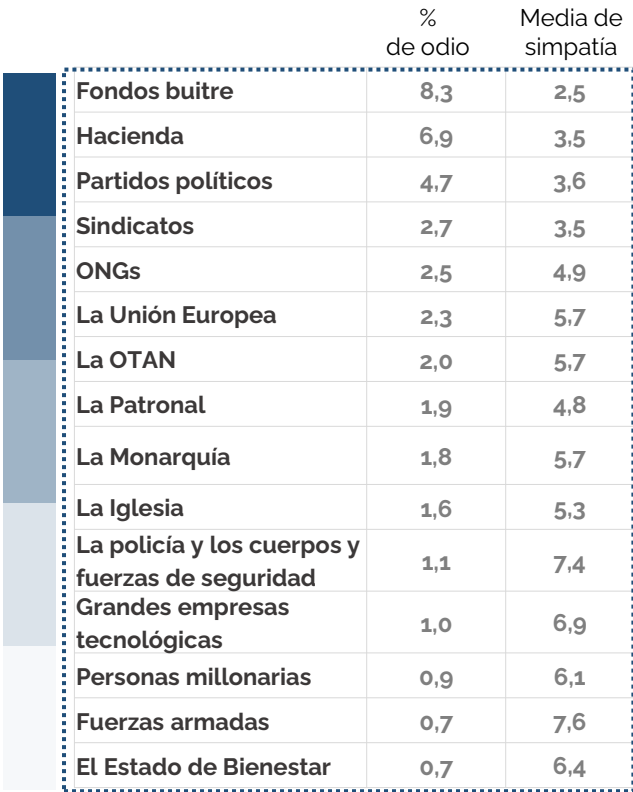 % Media de
de odio simpatía
Fondos buitre 8,3 2,5
Hacienda 6,9 3,5
Partidos políticos 4,7 3,6
Sindicatos 2,7 3,5
ONGs 2,5 4,9
La Unión Europea 2,3 5,7
La OTAN 2,0 5,7
La Patronal 1,9 4,8
La Monarquía 1,8 5,7
La Iglesia 1,6 5,3
La policía y los cuerpos y
fuerzas de seguridad 1,1 7,4
Grandes empresas
tecnológicas 1,0 6,9
Personas millonarias 0,9 6,1
Fuerzas armadas 0,7 7,6
El Estado de Bienestar 0,7 6,4